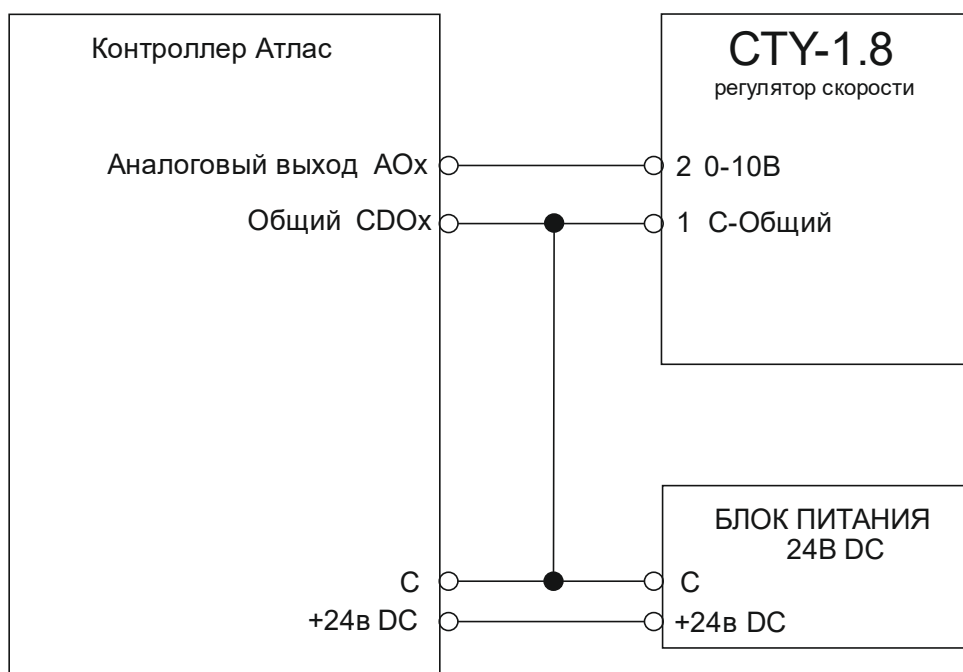 Контроллер Атлас
СТУ-1.8
регулятор скорости
Аналоговый выход AOx
2 0-10В
Общий CDOx
1 С-Общий
БЛОК ПИТАНИЯ
24В DC
C
C
+24в DC
+24в DC